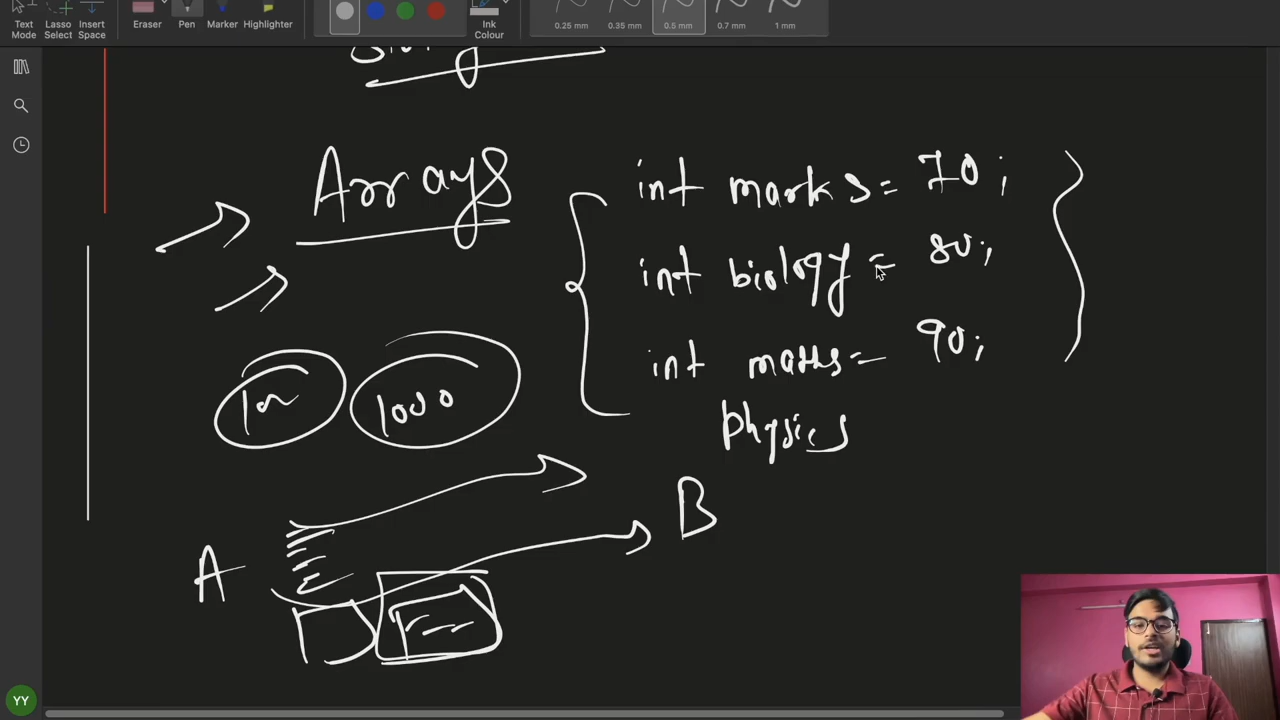 Text Mode
Lasso Select
Insert Space
Eraser
Pen
Marker
Highlighter
Ink Colour
0.25 mm
0.35 mm
0.5 mm
0.7 mm
1 mm
Arrays
int marks = 70;
int biology = 80;
int maths = 90;
physics
1000
A
B
YY